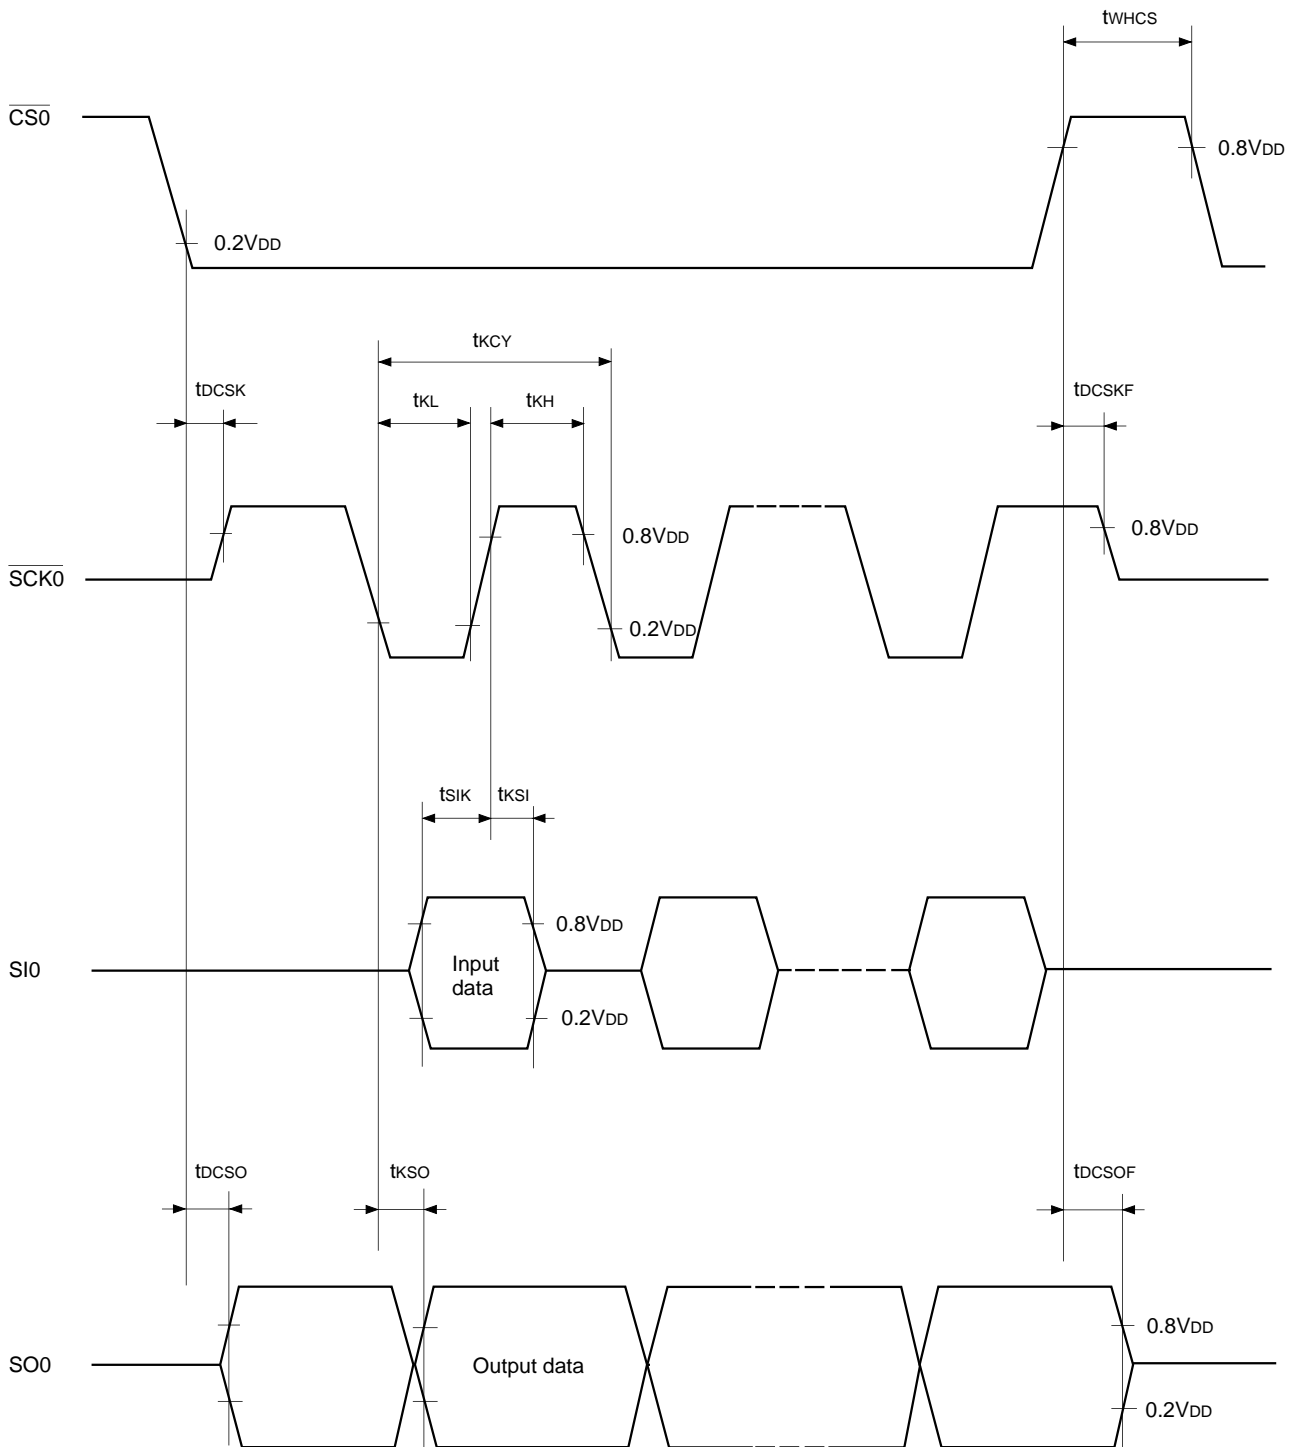 tWHCS
CS0
0.8VDD
0.2VDD
tKCY
tDCSK
tKL
tKH
tDCSKF
0.8VDD
0.8VDD
SCK0
0.2VDD
tSIK
tKSI
0.8VDD
SI0
Input
data
0.2VDD
tDCSO
tKSO
tDCSOF
0.8VDD
SO0
Output data
0.2VDD